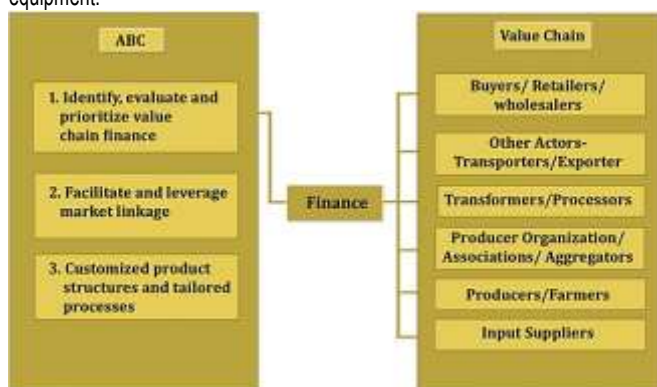 equipment.
ABC
1. Identify, evaluate and
prioritize value
chain finance
2. Facilitate and leverage
market linkage
3. Customized product
structures and tailored
processes
Finance
Value Chain
Buyers/ Retailers/
wholesalers
Other Actors-
Transporters/Exporter
Transformers/Processors
Producer Organization/
Associations/ Aggregators
Producers/Farmers
Input Suppliers